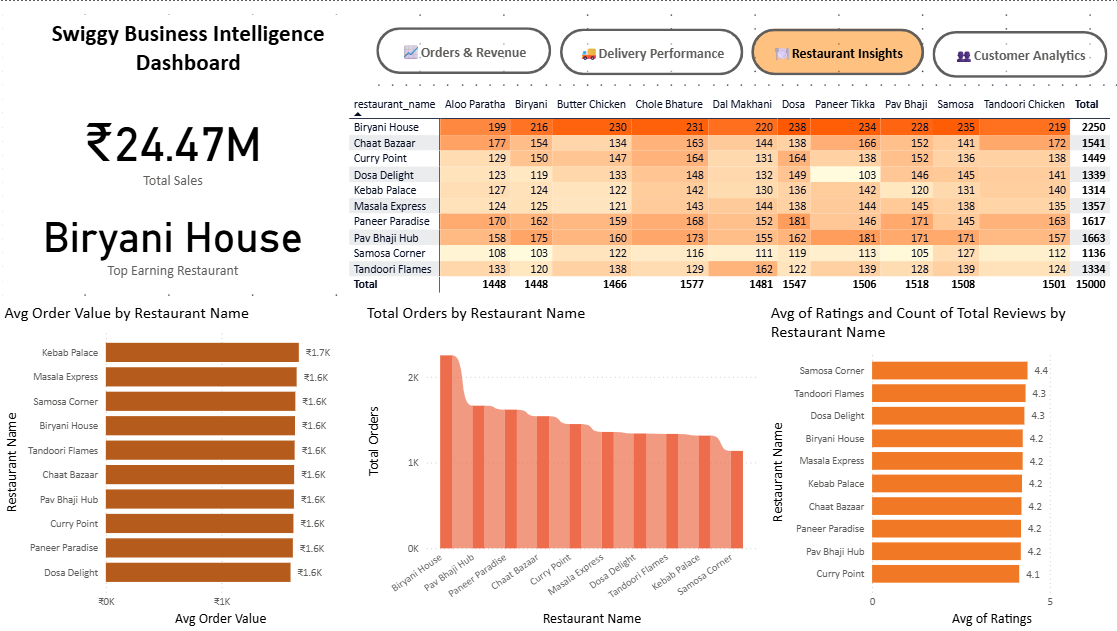 Swiggy Business Intelligence
Dashboard
Orders & Revenue
Delivery Performance
Restaurant Insights
Customer Analytics
₹24.47M
Total Sales
Biryani House
Top Earning Restaurant
restaurant_name Aloo Paratha Biryani Butter Chicken Chole Bhature Dal Makhani Dosa Paneer Tikka Pav Bhaji Samosa Tandoori Chicken Total
Biryani House 199 216 230 231 220 238 234 228 235 219 2250
Chaat Bazaar 177 154 134 163 144 138 166 152 141 172 1541
Curry Point 129 150 147 164 131 164 138 152 136 138 1449
Dosa Delight 123 119 133 148 132 149 103 146 145 141 1339
Kebab Palace 127 124 122 142 130 136 142 120 131 140 1314
Masala Express 124 125 121 143 144 138 144 145 138 135 1357
Paneer Paradise 170 162 159 168 152 181 146 171 145 163 1617
Pav Bhaji Hub 158 175 160 173 155 162 181 171 171 157 1663
Samosa Corner 108 103 122 116 111 119 113 105 127 112 1136
Tandoori Flames 133 120 138 129 162 122 139 128 139 124 1334
Total 1448 1448 1466 1577 1481 1547 1506 1518 1508 1501 15000
Avg Order Value by Restaurant Name
Restaurant Name
Kebab Palace ₹1.7K
Masala Express ₹1.6K
Samosa Corner ₹1.6K
Biryani House ₹1.6K
Tandoori Flames ₹1.6K
Chaat Bazaar ₹1.6K
Pav Bhaji Hub ₹1.6K
Curry Point ₹1.6K
Paneer Paradise ₹1.6K
Dosa Delight ₹1.6K
₹0K ₹1K
Avg Order Value
Total Orders by Restaurant Name
Total Orders
2K
1K
0K
Biryani House
Pav Bhaji Hub
Paneer Paradise
Chaat Bazaar
Curry Point
Masala Express
Dosa Delight
Tandoori Flames
Kebab Palace
Samosa Corner
Restaurant Name
Avg of Ratings and Count of Total Reviews by
Restaurant Name
Restaurant Name
Samosa Corner 4.4
Tandoori Flames 4.3
Dosa Delight 4.3
Biryani House 4.2
Masala Express 4.2
Kebab Palace 4.2
Chaat Bazaar 4.2
Paneer Paradise 4.2
Pav Bhaji Hub 4.2
Curry Point 4.1
0 5
Avg of Ratings